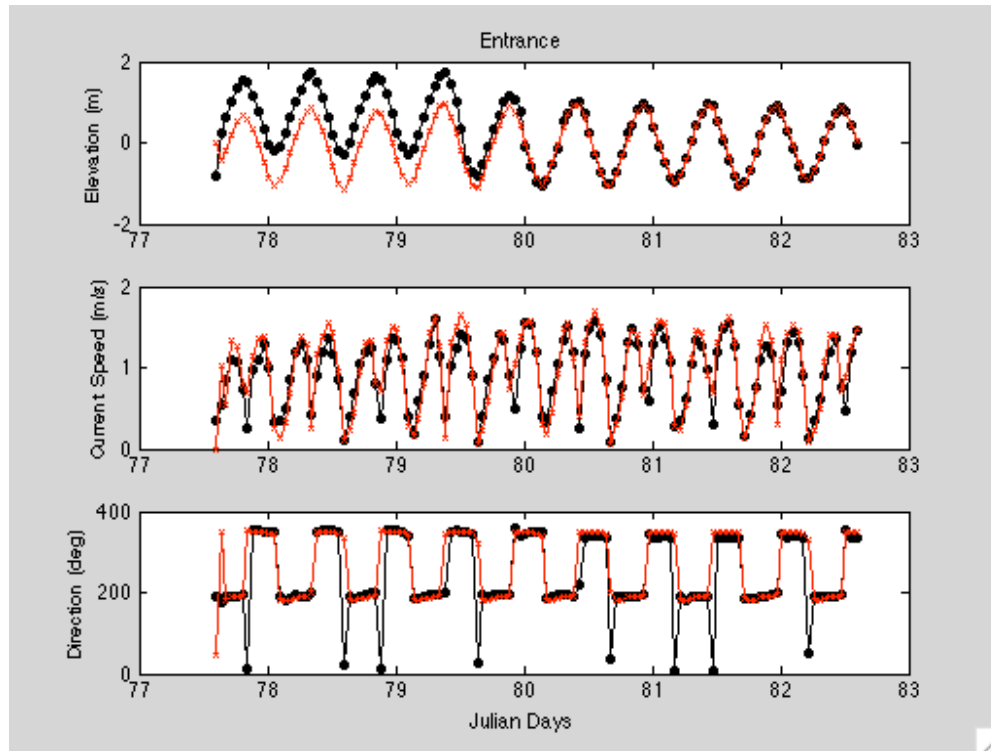 Entrance
2
0
-2
Elevation (m)
77 78 79 80 81 82 83
2
1
0
Current Speed (m/s)
77 78 79 80 81 82 83
400
200
0
Direction (deg)
77 78 79 80 81 82 83
Julian Days